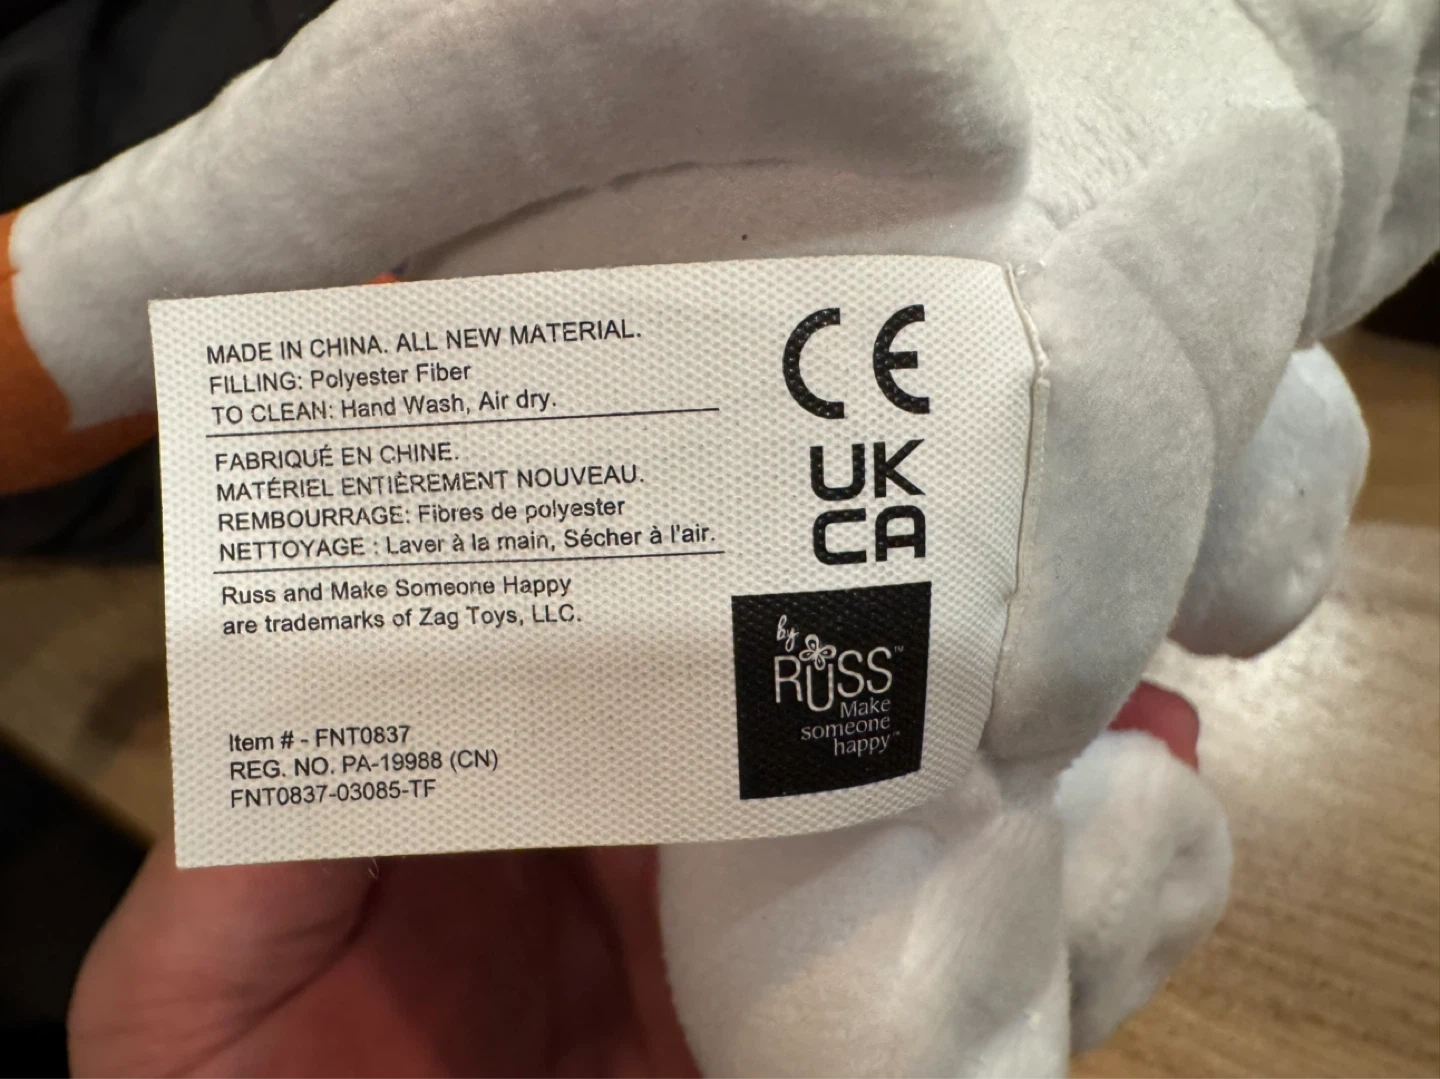 MADE IN CHINA. ALL NEW MATERIAL.
FILLING: Polyester Fiber
TO CLEAN: Hand Wash, Air dry.
FABRIQUÉ EN CHINE.
MATÉRIEL ENTIÈREMENT NOUVEAU.
REMBOURRAGE: Fibres de polyester
NETTOYAGE : Laver à la main, Sécher à l'air.
Russ and Make Someone Happy
are trademarks of Zag Toys, LLC.
Item # - FNT0837
REG. NO. PA-19988 (CN)
FNT0837-03085-TF
CE
UK
CA
by
RUSS™
Make
someone
happy™